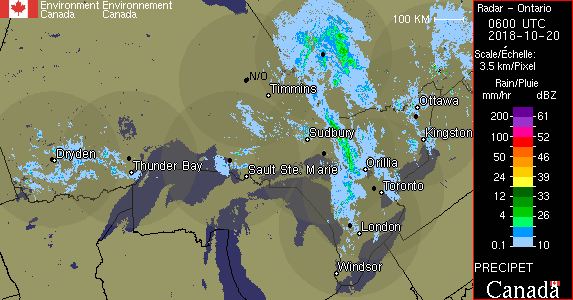 Environment Environnement
Canada Canada
100 KM
N/O
Timmins
Ottawa
Sudbury
Kingston
Dryden
Thunder Bay
Sault Ste. Marie
Orillia
Toronto
London
Windsor
Radar - Ontario
0600 UTC
2018-10-20
Scale/Échelle:
3.5 km/Pixel
Rain/Pluie
mm/hr dBZ
200 61
100 52
50 46
24 39
12 30
4 26
0.1 10
PRECIPET
Canada